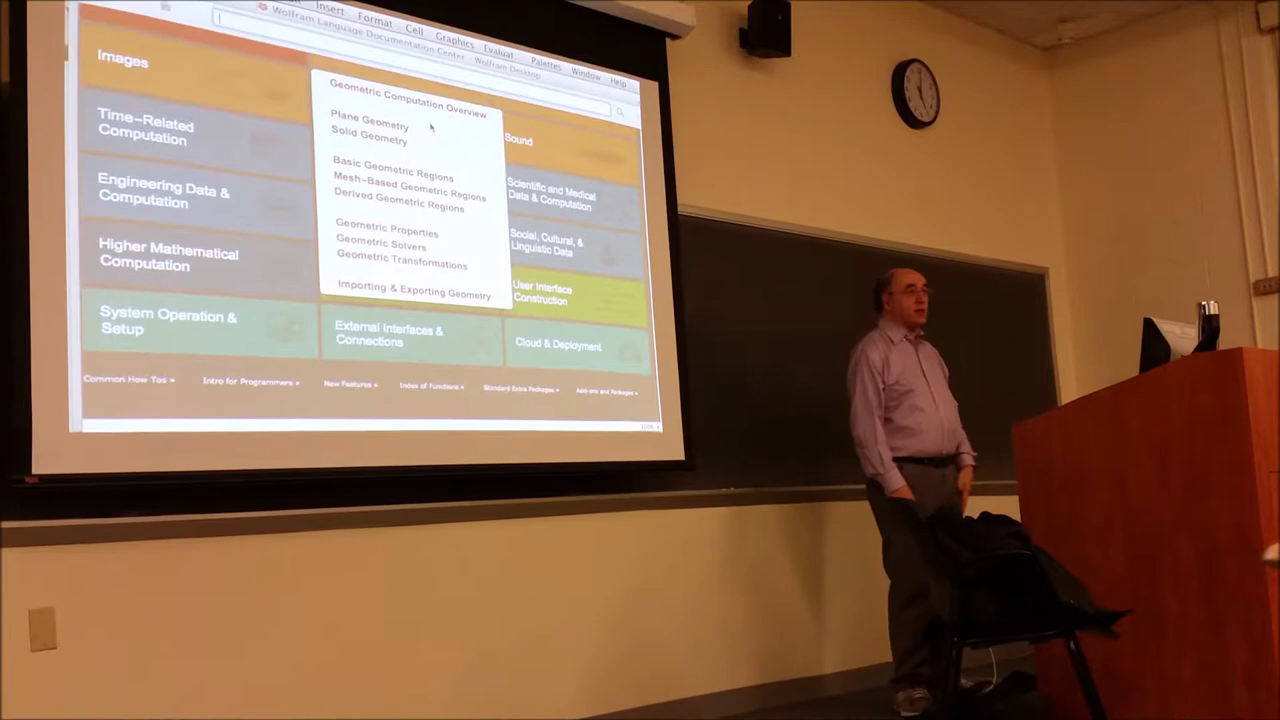 Insert Format Cell Graphics Evaluat Palettes Window Help
Wolfram Language Documentation Center - Wolfram Desktop
Images
Time-Related
Computation
Engineering Data &
Computation
Higher Mathematical
Computation
System Operation &
Setup
Geometric Computation Overview
Plane Geometry
Solid Geometry
Basic Geometric Regions
Mesh-Based Geometric Regions
Derived Geometric Regions
Geometric Properties
Geometric Solvers
Geometric Transformations
Importing & Exporting Geometry
External Interfaces &
Connections
Sound
Scientific and Medical
Data & Computation
Social, Cultural, &
Linguistic Data
User Interface
Construction
Cloud & Deployment
Common How Tos » Intro for Programmers » New Features » Index of Functions » Standard Extra Packages » Add-ons and Packages »
100%